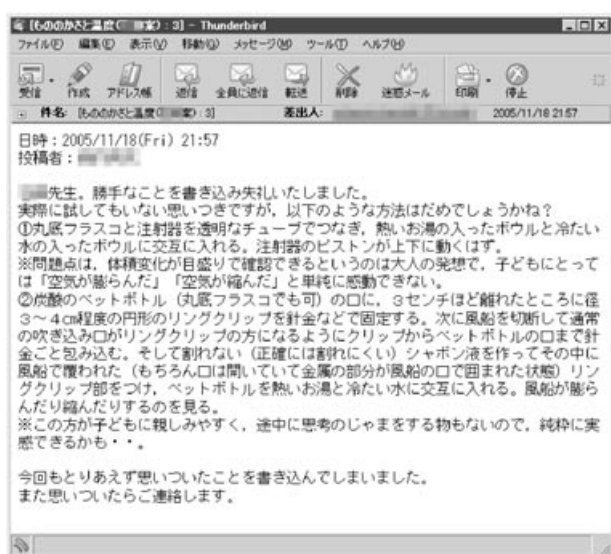 [もののかさと温度( 案):3] - Thunderbird
ファイル(F) 編集(E) 表示(V) 移動(G) メッセージ(M) ツール(T) ヘルプ(H)
受信 作成 アドレス帳 返信 全員に返信 転送 削除 迷惑メール 印刷 停止
件名: [もののかさと温度( 案):3] 差出人: 2005/11/18 21:57
日時:2005/11/18(Fri) 21:57
投稿者:
先生。勝手なことを書き込み失礼いたしました。
実際に試してもいない思いつきですが,以下のような方法はだめでしょうかね?
①丸底フラスコと注射器を透明なチューブでつなぎ,熱いお湯の入ったボウルと冷たい
水の入ったボウルに交互に入れる。注射器のピストンが上下に動くはず。
※問題点は,体積変化が目盛りで確認できるというのは大人の発想で,子どもにとって
は「空気が膨らんだ」「空気が縮んだ」と単純に感動できない。
②炭酸のペットボトル(丸底フラスコでも可)の口に,3センチほど離れたところに径
3~4cm程度の円形のリングクリップを針金などで固定する。次に風船を切断して通常
の吹き込み口がリングクリップの方になるようにクリップからペットボトルの口まで針
金ごと包み込む。そして割れない(正確には割れにくい)シャボン液を作ってその中に
風船で覆われた(もちろん口は開いていて金属の部分が風船の口で囲まれた状態)リン
グクリップ部をつけ,ペットボトルを熱いお湯と冷たい水に交互に入れる。風船が膨ら
んだり縮んだりするのを見る。
※この方が子どもに親しみやすく,途中に思考のじゃまをする物もないので,純粋に実
感できるかも・・。
今回もとりあえず思いついたことを書き込んでしまいました。
また思いついたらご連絡します。